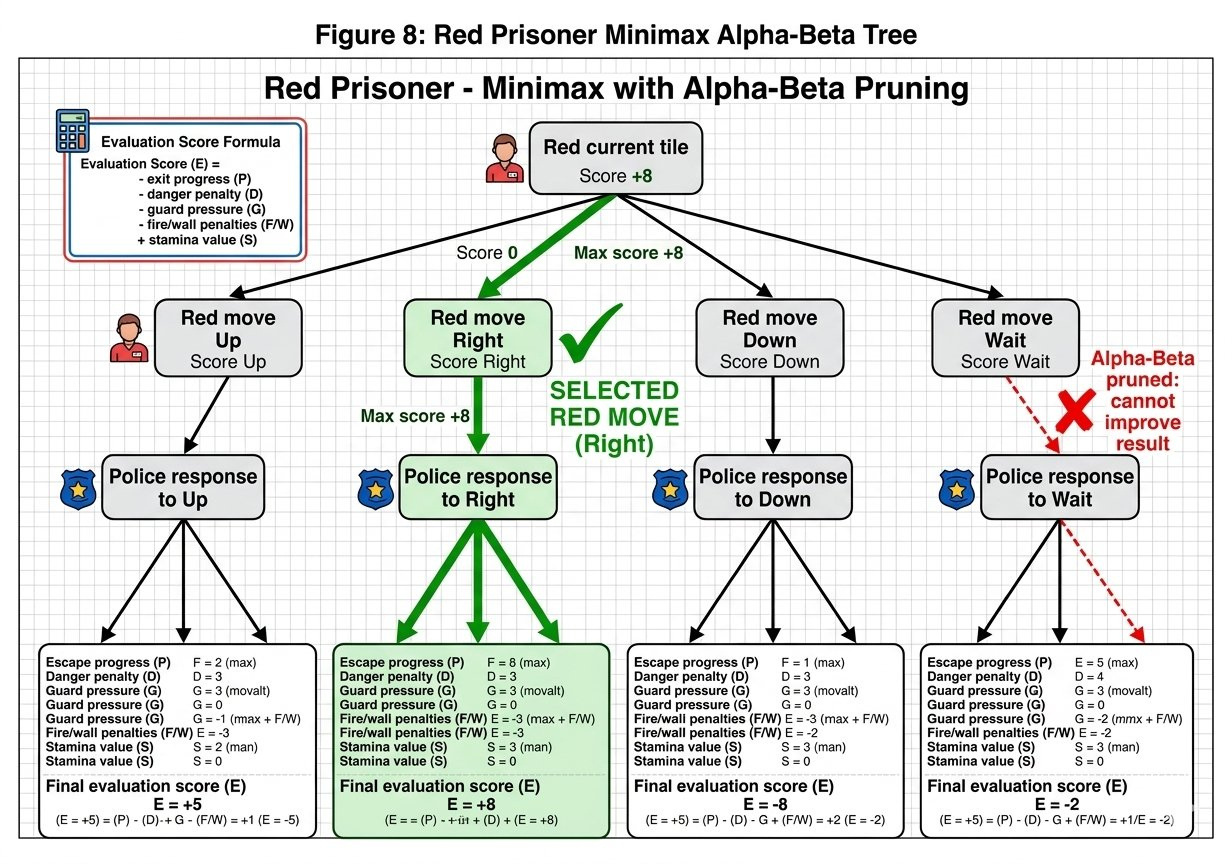 Figure 8: Red Prisoner Minimax Alpha-Beta Tree
Red Prisoner - Minimax with Alpha-Beta Pruning
Evaluation Score Formula
Evaluation Score (E) =
- exit progress (P)
- danger penalty (D)
- guard pressure (G)
- fire/wall penalties (F/W)
+ stamina value (S)
Red current tile
Score +8
Score 0
Max score +8
Red move
Up
Score Up
Red move
Right
Score Right
Red move
Down
Score Down
Red move
Wait
Score Wait
SELECTED
RED MOVE
(Right)
Alpha-Beta
pruned:
cannot
improve
result
Max score +8
Police response
to Up
Police response
to Right
Police response
to Down
Police response
to Wait
Escape progress (P) F = 2 (max)
Danger penalty (D) D = 3
Guard pressure (G) G = 3 (movalt)
Guard pressure (G) G = 0
Guard pressure (G) G = -1 (max + F/W)
Fire/wall penalties (F/W) E = -3
Stamina value (S) S = 2 (man)
Stamina value (S) S = 0
Final evaluation score (E)
E = +5
(E = +5) = (P) - (D)-+ G - (F/W) = +1 (E = -5)
Escape progress (P) F = 8 (max)
Danger penalty (D) D = 3
Guard pressure (G) G = 3 (movalt)
Guard pressure (G) G = 0
Fire/wall penalties (F/W) E = -3 (max + F/W)
Fire/wall penalties (F/W) E = -3
Stamina value (S) S = 3 (man)
Stamina value (S) S = 0
Final evaluation score (E)
E = +8
(E = = (P) - + (D) + (E = +8)
Escape progress (P) F = 1 (max)
Danger penalty (D) D = 3
Guard pressure (G) G = 3 (movalt)
Guard pressure (G) G = 0
Fire/wall penalties (F/W) E = -3 (max + F/W)
Fire/wall penalties (F/W) E = -2
Stamina value (S) S = 3 (man)
Stamina value (S) S = 0
Final evaluation score (E)
E = -8
(E = +5) = (P) - (D) - G + (F/W) = +2 (E = -2)
Escape progress (P) E = 5 (max)
Danger penalty (D) D = 4
Guard pressure (G) G = 3 (movalt)
Guard pressure (G) G = 0
Guard pressure (G) G = -2 (mmx + F/W)
Fire/wall penalties (F/W) E = -2
Stamina value (S) S = 3 (man)
Stamina value (S) S = 0
Final evaluation score (E)
E = -2
(E = +5) = (P) - (D) - G + (F/W) = +1/E = -2)